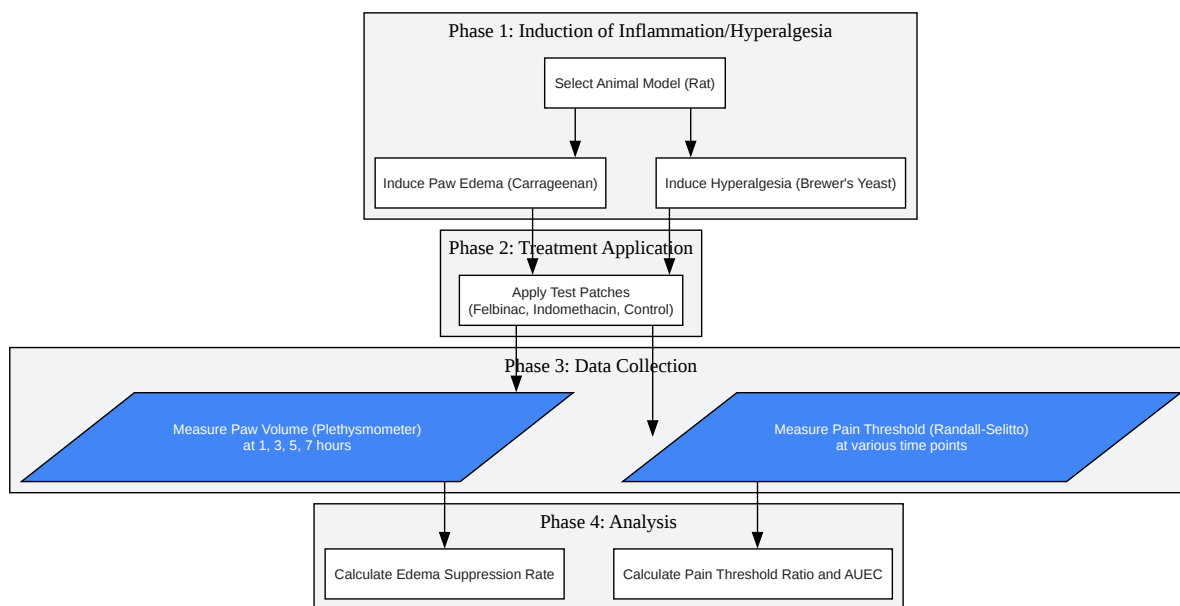 Phase 1: Induction of Inflammation/Hyperalgesia
Select Animal Model (Rat)
Induce Paw Edema (Carrageenan)
Induce Hyperalgesia (Brewer's Yeast)
Phase 2: Treatment Application
Apply Test Patches
(Felbinac, Indomethacin, Control)
Phase 3: Data Collection
Measure Paw Volume (Plethysmometer)
at 1, 3, 5, 7 hours
Measure Pain Threshold (Randall-Selitto)
at various time points
Phase 4: Analysis
Calculate Edema Suppression Rate
Calculate Pain Threshold Ratio and AUEC